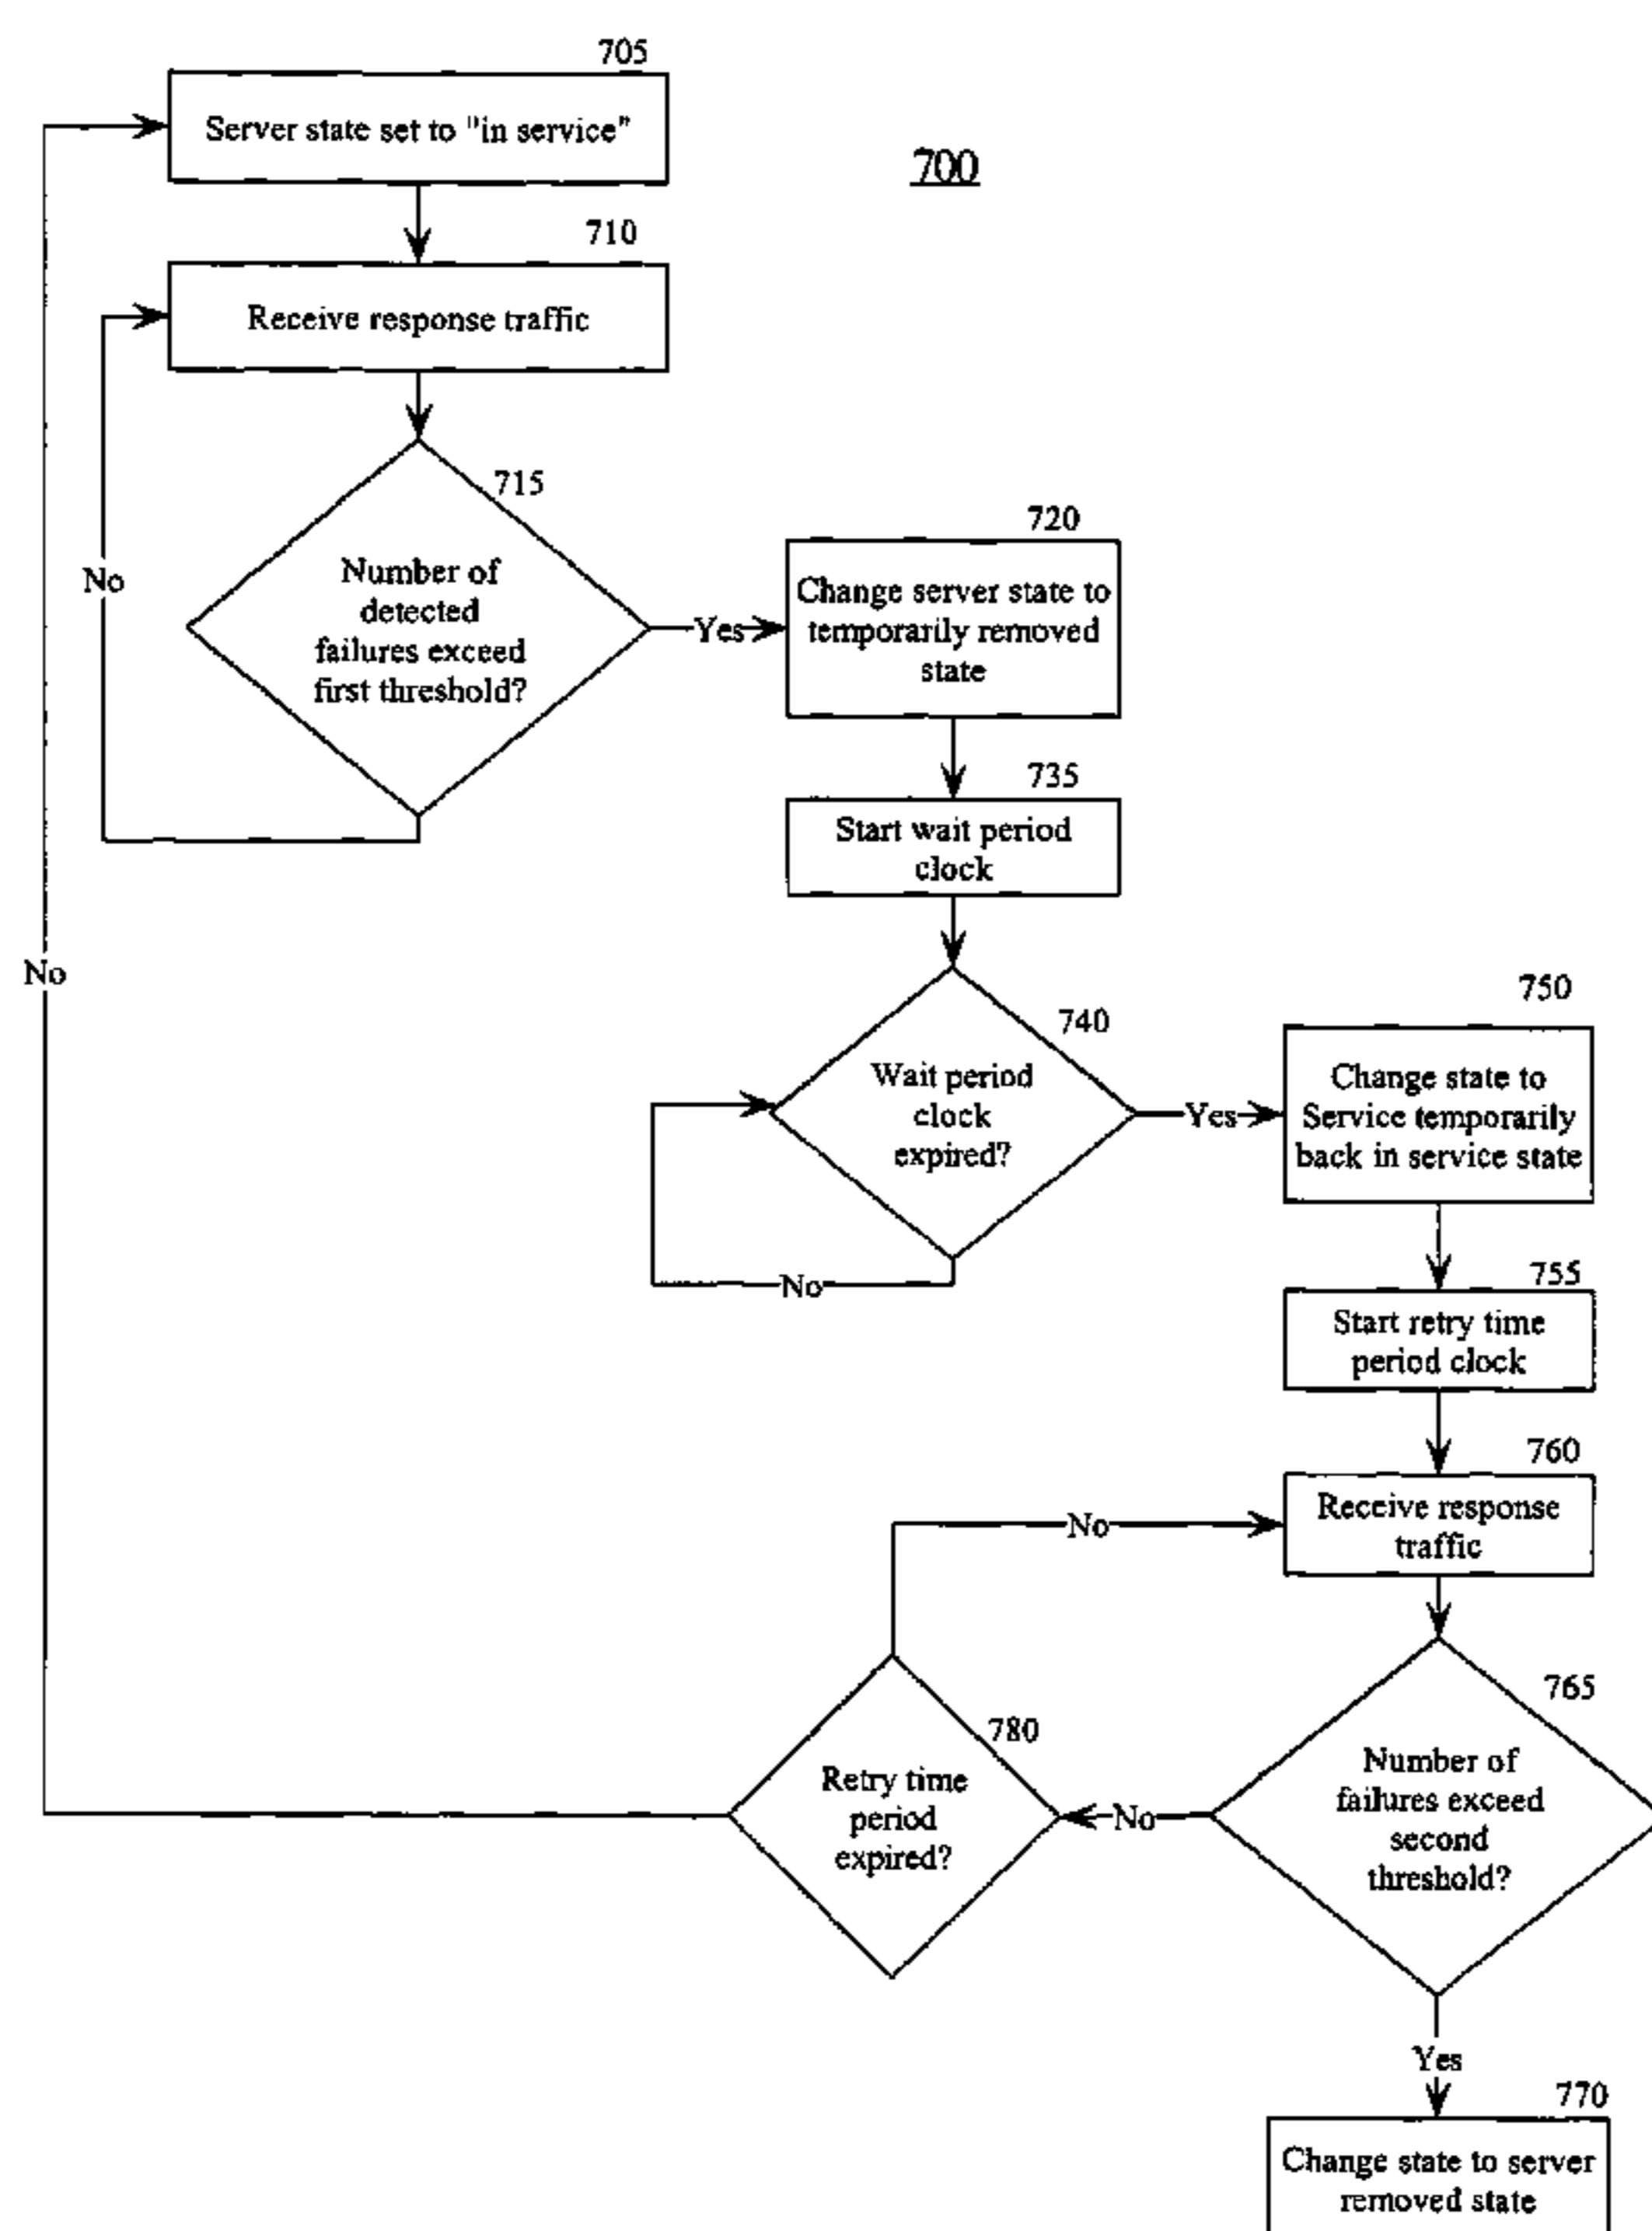 705
Server state set to "in service"
700
710
Receive response traffic
715
Number of
detected
failures exceed
first threshold?
No
Yes
720
Change server state to
temporarily removed
state
735
Start wait period
clock
No
740
Wait period
clock
expired?
Yes
No
750
Change state to
Service temporarily
back in service state
755
Start retry time
period clock
760
Receive response
traffic
No
765
Number of
failures exceed
second
threshold?
No
780
Retry time
period
expired?
Yes
770
Change state to server
removed state